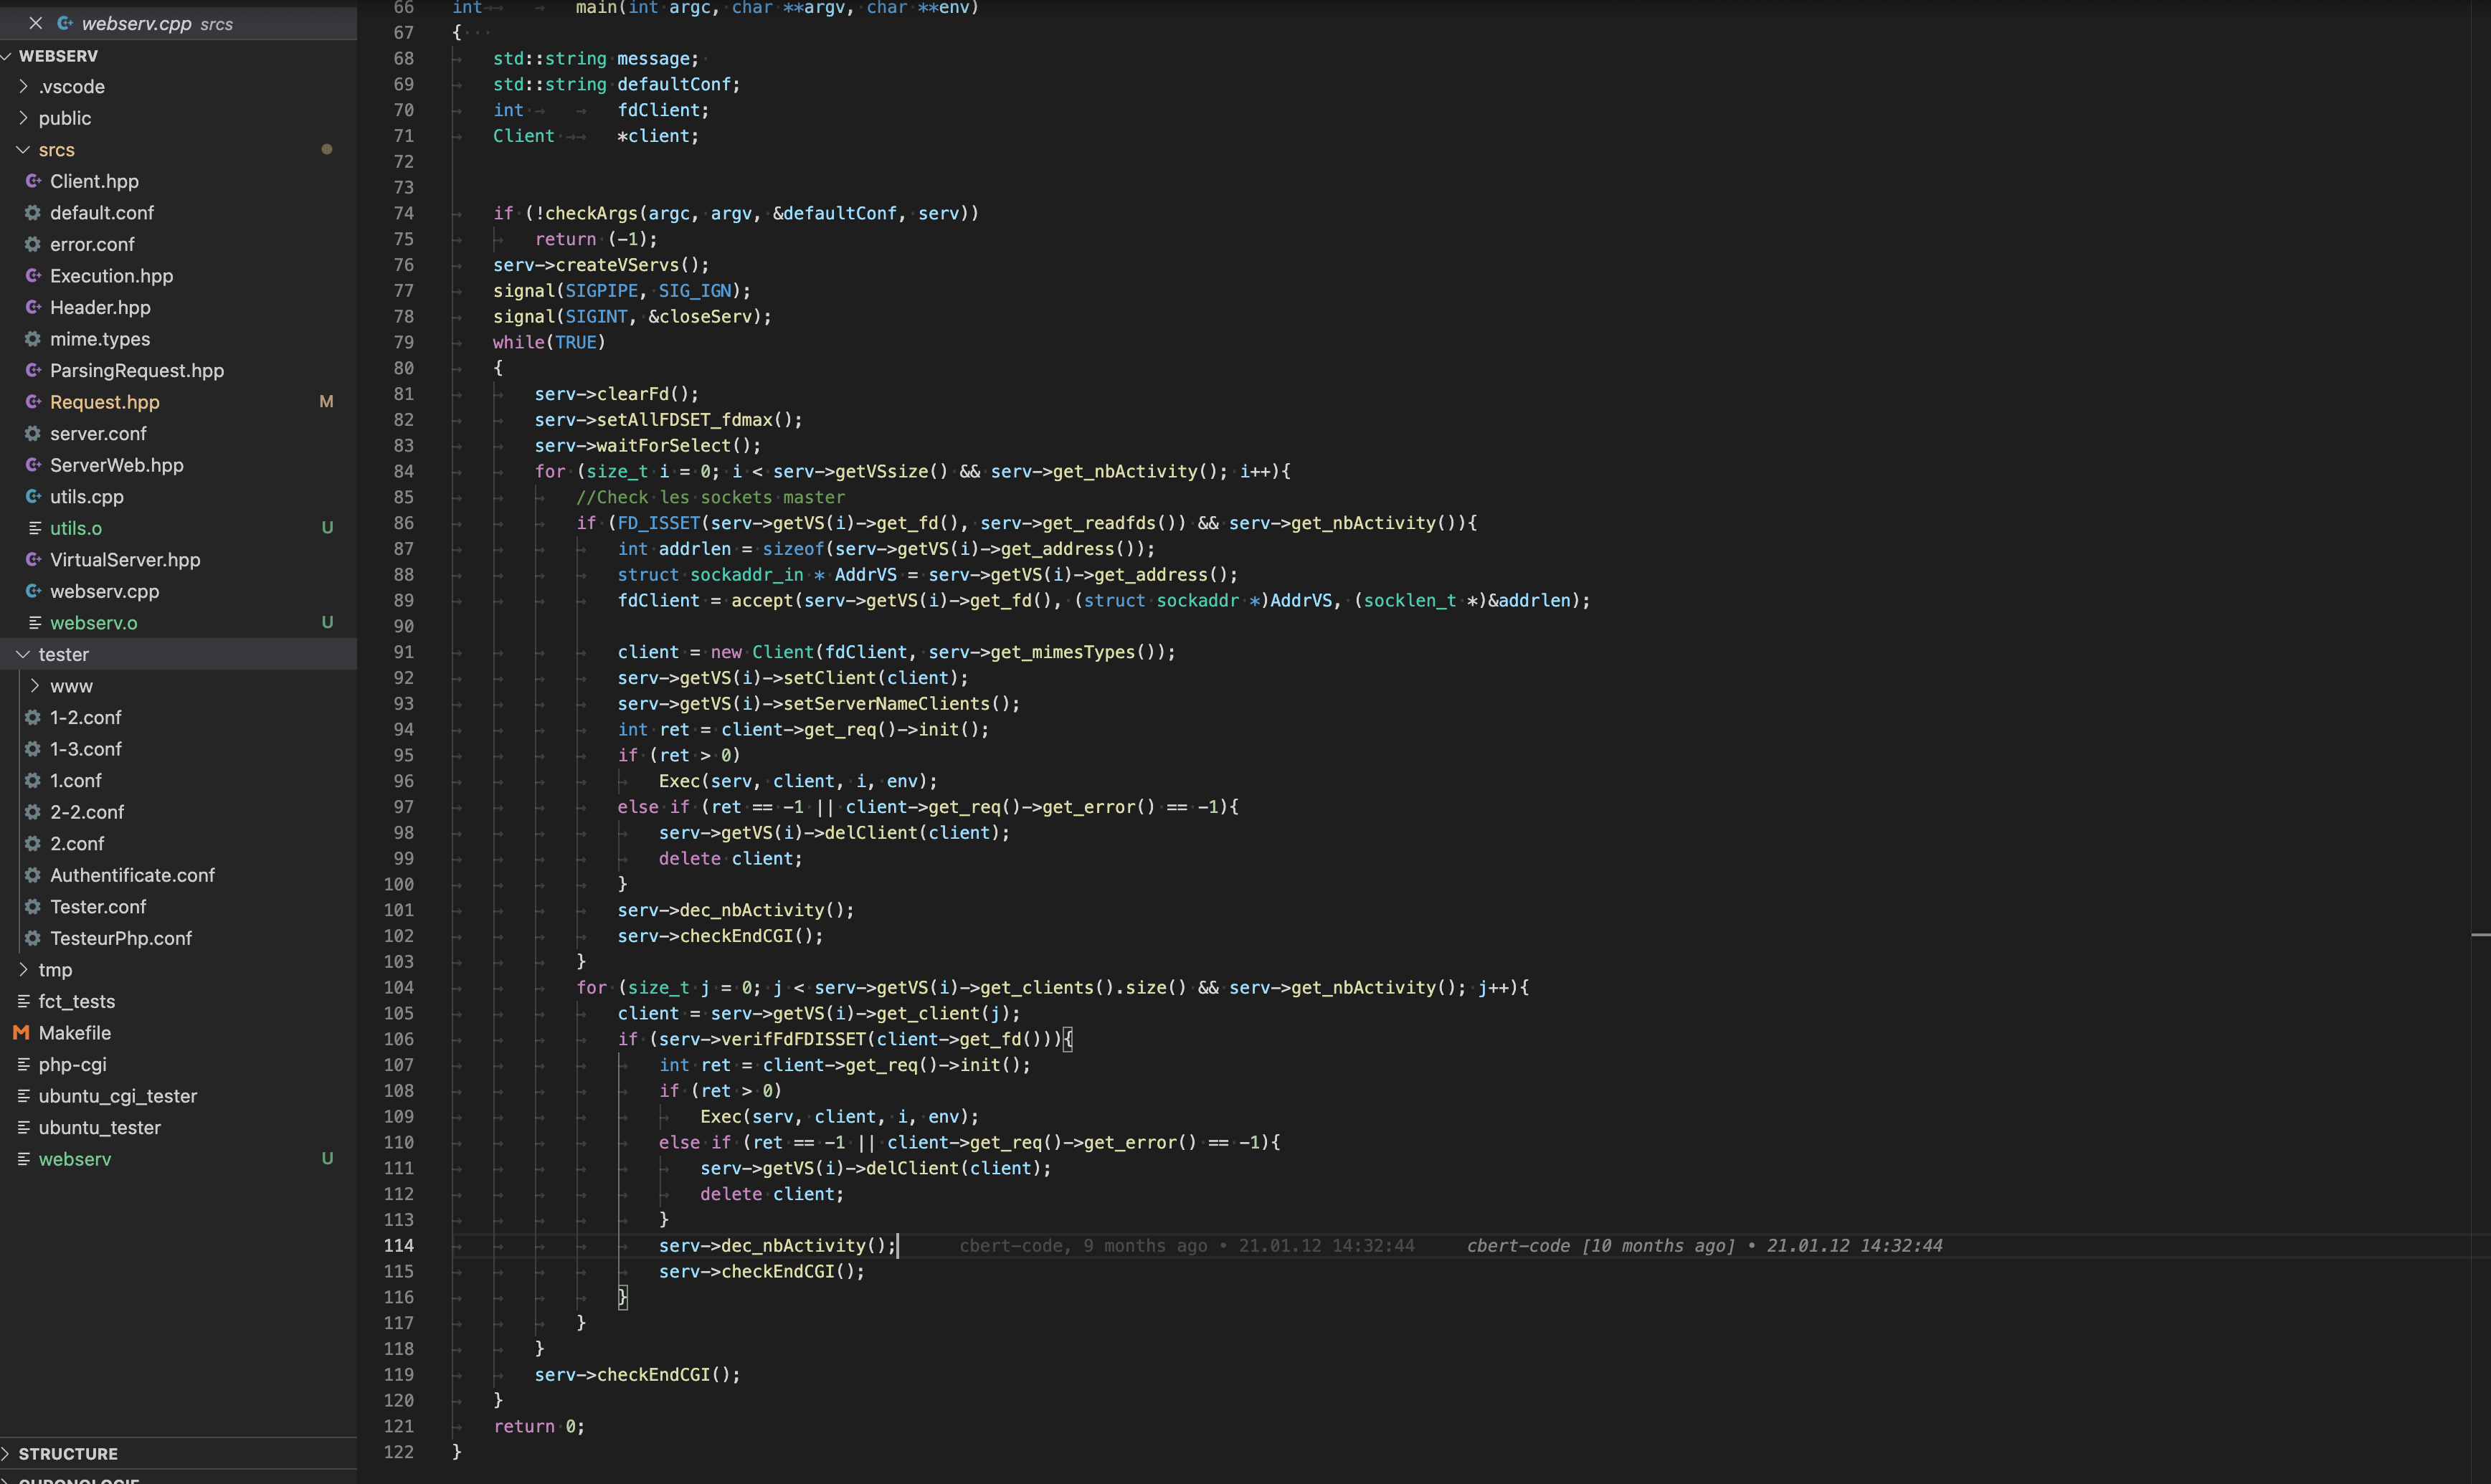 webserv.cpp srcs
WEBSERV
.vscode
public
srcs
Client.hpp
default.conf
error.conf
Execution.hpp
Header.hpp
mime.types
ParsingRequest.hpp
Request.hpp M
server.conf
ServerWeb.hpp
utils.cpp
utils.o U
VirtualServer.hpp
webserv.cpp
webserv.o U
tester
www
1-2.conf
1-3.conf
1.conf
2-2.conf
2.conf
Authentificate.conf
Tester.conf
TesteurPhp.conf
tmp
fct_tests
Makefile
php-cgi
ubuntu_cgi_tester
ubuntu_tester
webserv U
STRUCTURE
CHRONOLOGIE
66 int main(int argc, char **argv, char **env)
67 {
68 std::string message;
69 std::string defaultConf;
70 int fdClient;
71 Client *client;
72
73
74 if (!checkArgs(argc, argv, &defaultConf, serv))
75 return (-1);
76 serv->createVServs();
77 signal(SIGPIPE, SIG_IGN);
78 signal(SIGINT, &closeServ);
79 while(TRUE)
80 {
81 serv->clearFd();
82 serv->setAllFDSET_fdmax();
83 serv->waitForSelect();
84 for (size_t i = 0; i < serv->getVSsize() && serv->get_nbActivity(); i++){
85 //Check les sockets master
86 if (FD_ISSET(serv->getVS(i)->get_fd(), serv->get_readfds()) && serv->get_nbActivity()){
87 int addrlen = sizeof(serv->getVS(i)->get_address());
88 struct sockaddr_in * AddrVS = serv->getVS(i)->get_address();
89 fdClient = accept(serv->getVS(i)->get_fd(), (struct sockaddr *)AddrVS, (socklen_t *)&addrlen);
90
91 client = new Client(fdClient, serv->get_mimesTypes());
92 serv->getVS(i)->setClient(client);
93 serv->getVS(i)->setServerNameClients();
94 int ret = client->get_req()->init();
95 if (ret > 0)
96 Exec(serv, client, i, env);
97 else if (ret == -1 || client->get_req()->get_error() == -1){
98 serv->getVS(i)->delClient(client);
99 delete client;
100 }
101 serv->dec_nbActivity();
102 serv->checkEndCGI();
103 }
104 for (size_t j = 0; j < serv->getVS(i)->get_clients().size() && serv->get_nbActivity(); j++){
105 client = serv->getVS(i)->get_client(j);
106 if (serv->verifFdFDISSET(client->get_fd())){
107 int ret = client->get_req()->init();
108 if (ret > 0)
109 Exec(serv, client, i, env);
110 else if (ret == -1 || client->get_req()->get_error() == -1){
111 serv->getVS(i)->delClient(client);
112 delete client;
113 }
114 serv->dec_nbActivity(); cbert-code, 9 months ago • 21.01.12 14:32:44 cbert-code [10 months ago] • 21.01.12 14:32:44
115 serv->checkEndCGI();
116 }
117 }
118 }
119 serv->checkEndCGI();
120 }
121 return 0;
122 }